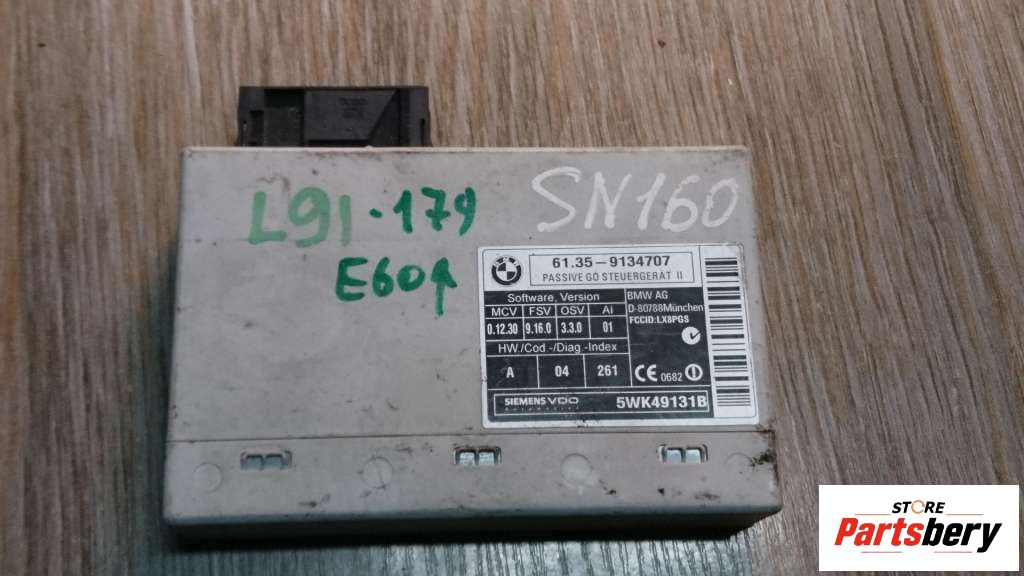 L91-179
SN160
E60д
61.35 - 9134707
PASSIVE GO STEUERGERÄT II
Software, Version
MCV FSV OSV AI
0.12.30 9.16.0 3.3.0 01
HW./Cod-/Diag.-Index
A 04 261
BMW AG
D-80788München
FCCID:LX8PGS
CE 0682
SIEMENS VDO
Automotive
5WK49131B
STORE
Partsbery